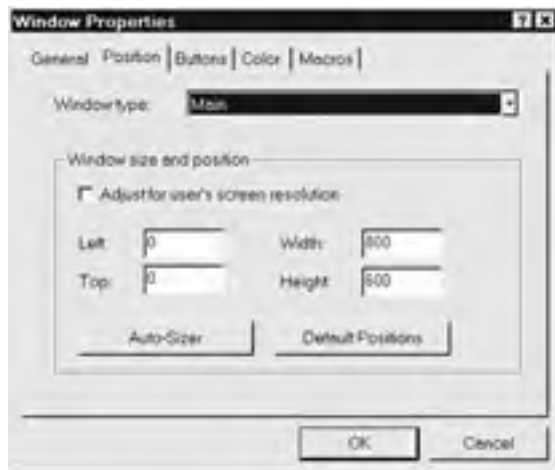 Window Properties
General Position Buttons Color Macros
Window type: Main
Window size and position
Adjust for user's screen resolution
Left: 0 Width: 800
Top: 0 Height: 600
Auto-Sizer Default Positions
OK Cancel